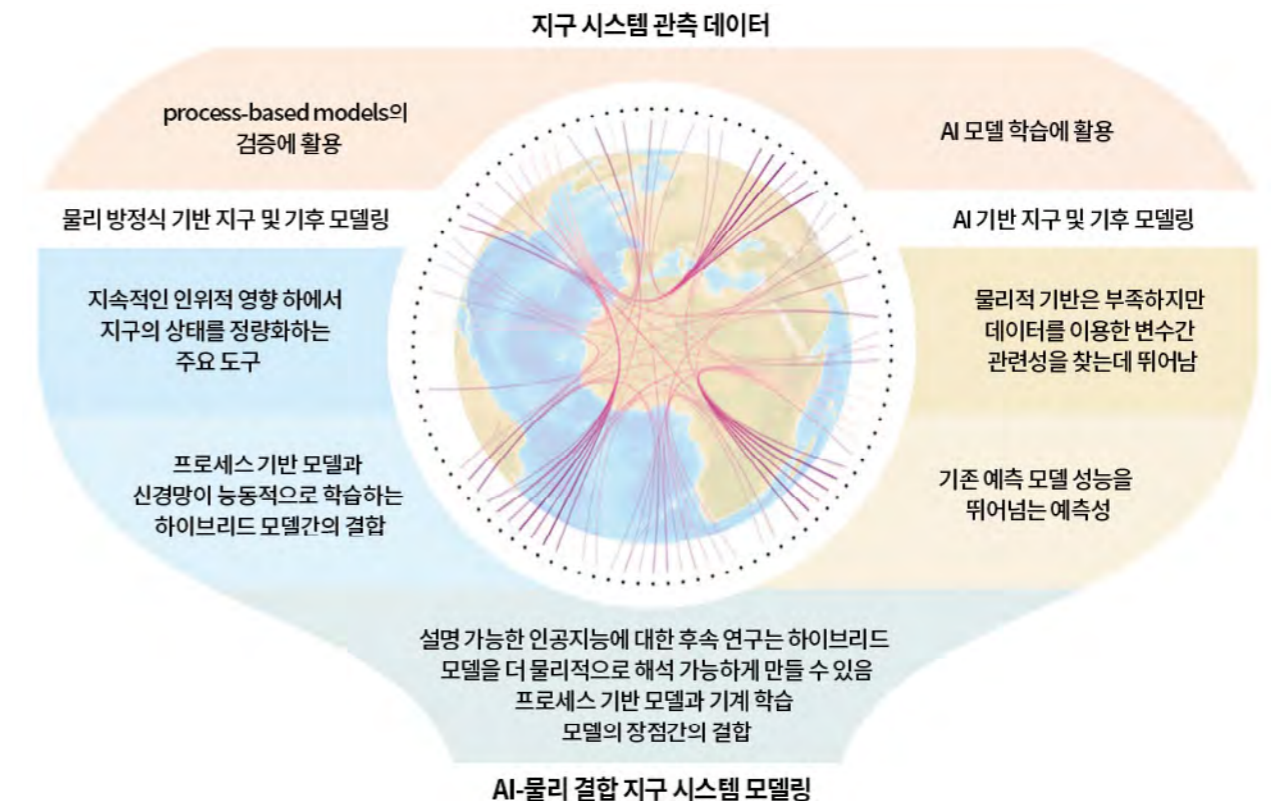 지구 시스템 관측 데이터
process-based models의
검증에 활용
AI 모델 학습에 활용
물리 방정식 기반 지구 및 기후 모델링
AI 기반 지구 및 기후 모델링
지속적인 인위적 영향 하에서
지구의 상태를 정량화하는
주요 도구
물리적 기반은 부족하지만
데이터를 이용한 변수간
관련성을 찾는데 뛰어남
프로세스 기반 모델과
신경망이 능동적으로 학습하는
하이브리드 모델간의 결합
기존 예측 모델 성능을
뛰어넘는 예측성
설명 가능한 인공지능에 대한 후속 연구는 하이브리드
모델을 더 물리적으로 해석 가능하게 만들 수 있음
프로세스 기반 모델과 기계 학습
모델의 장점간의 결합
AI-물리 결합 지구 시스템 모델링